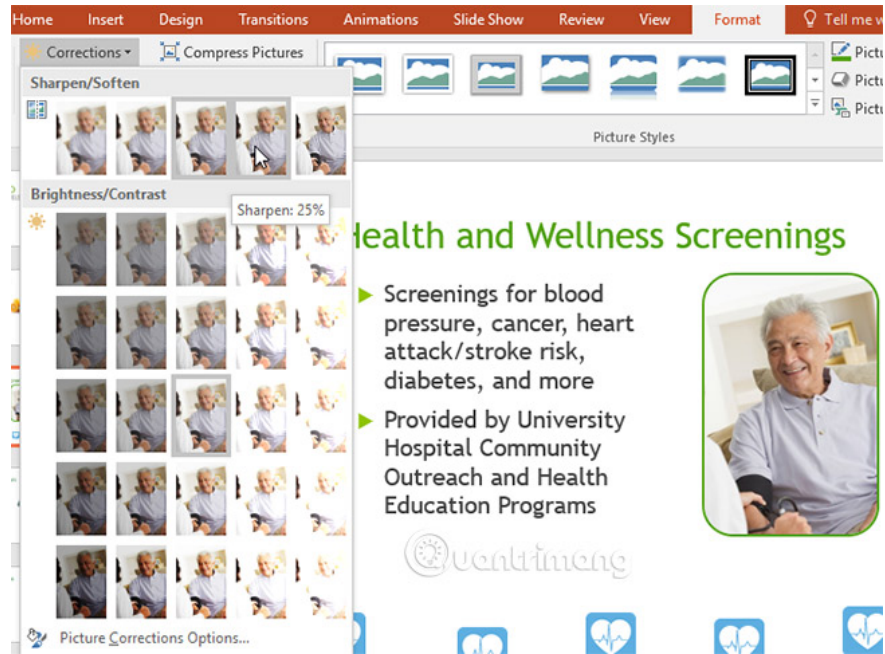 Home Insert Design Transitions Animations Slide Show Review View Format Tell me w
Corrections Compress Pictures
Pictu
Pictu
Pictu
Picture Styles
Sharpen/Soften
Sharpen: 25%
Brightness/Contrast
Picture Corrections Options...
Health and Wellness Screenings
Screenings for blood
pressure, cancer, heart
attack/stroke risk,
diabetes, and more
Provided by University
Hospital Community
Outreach and Health
Education Programs
Quantrimang